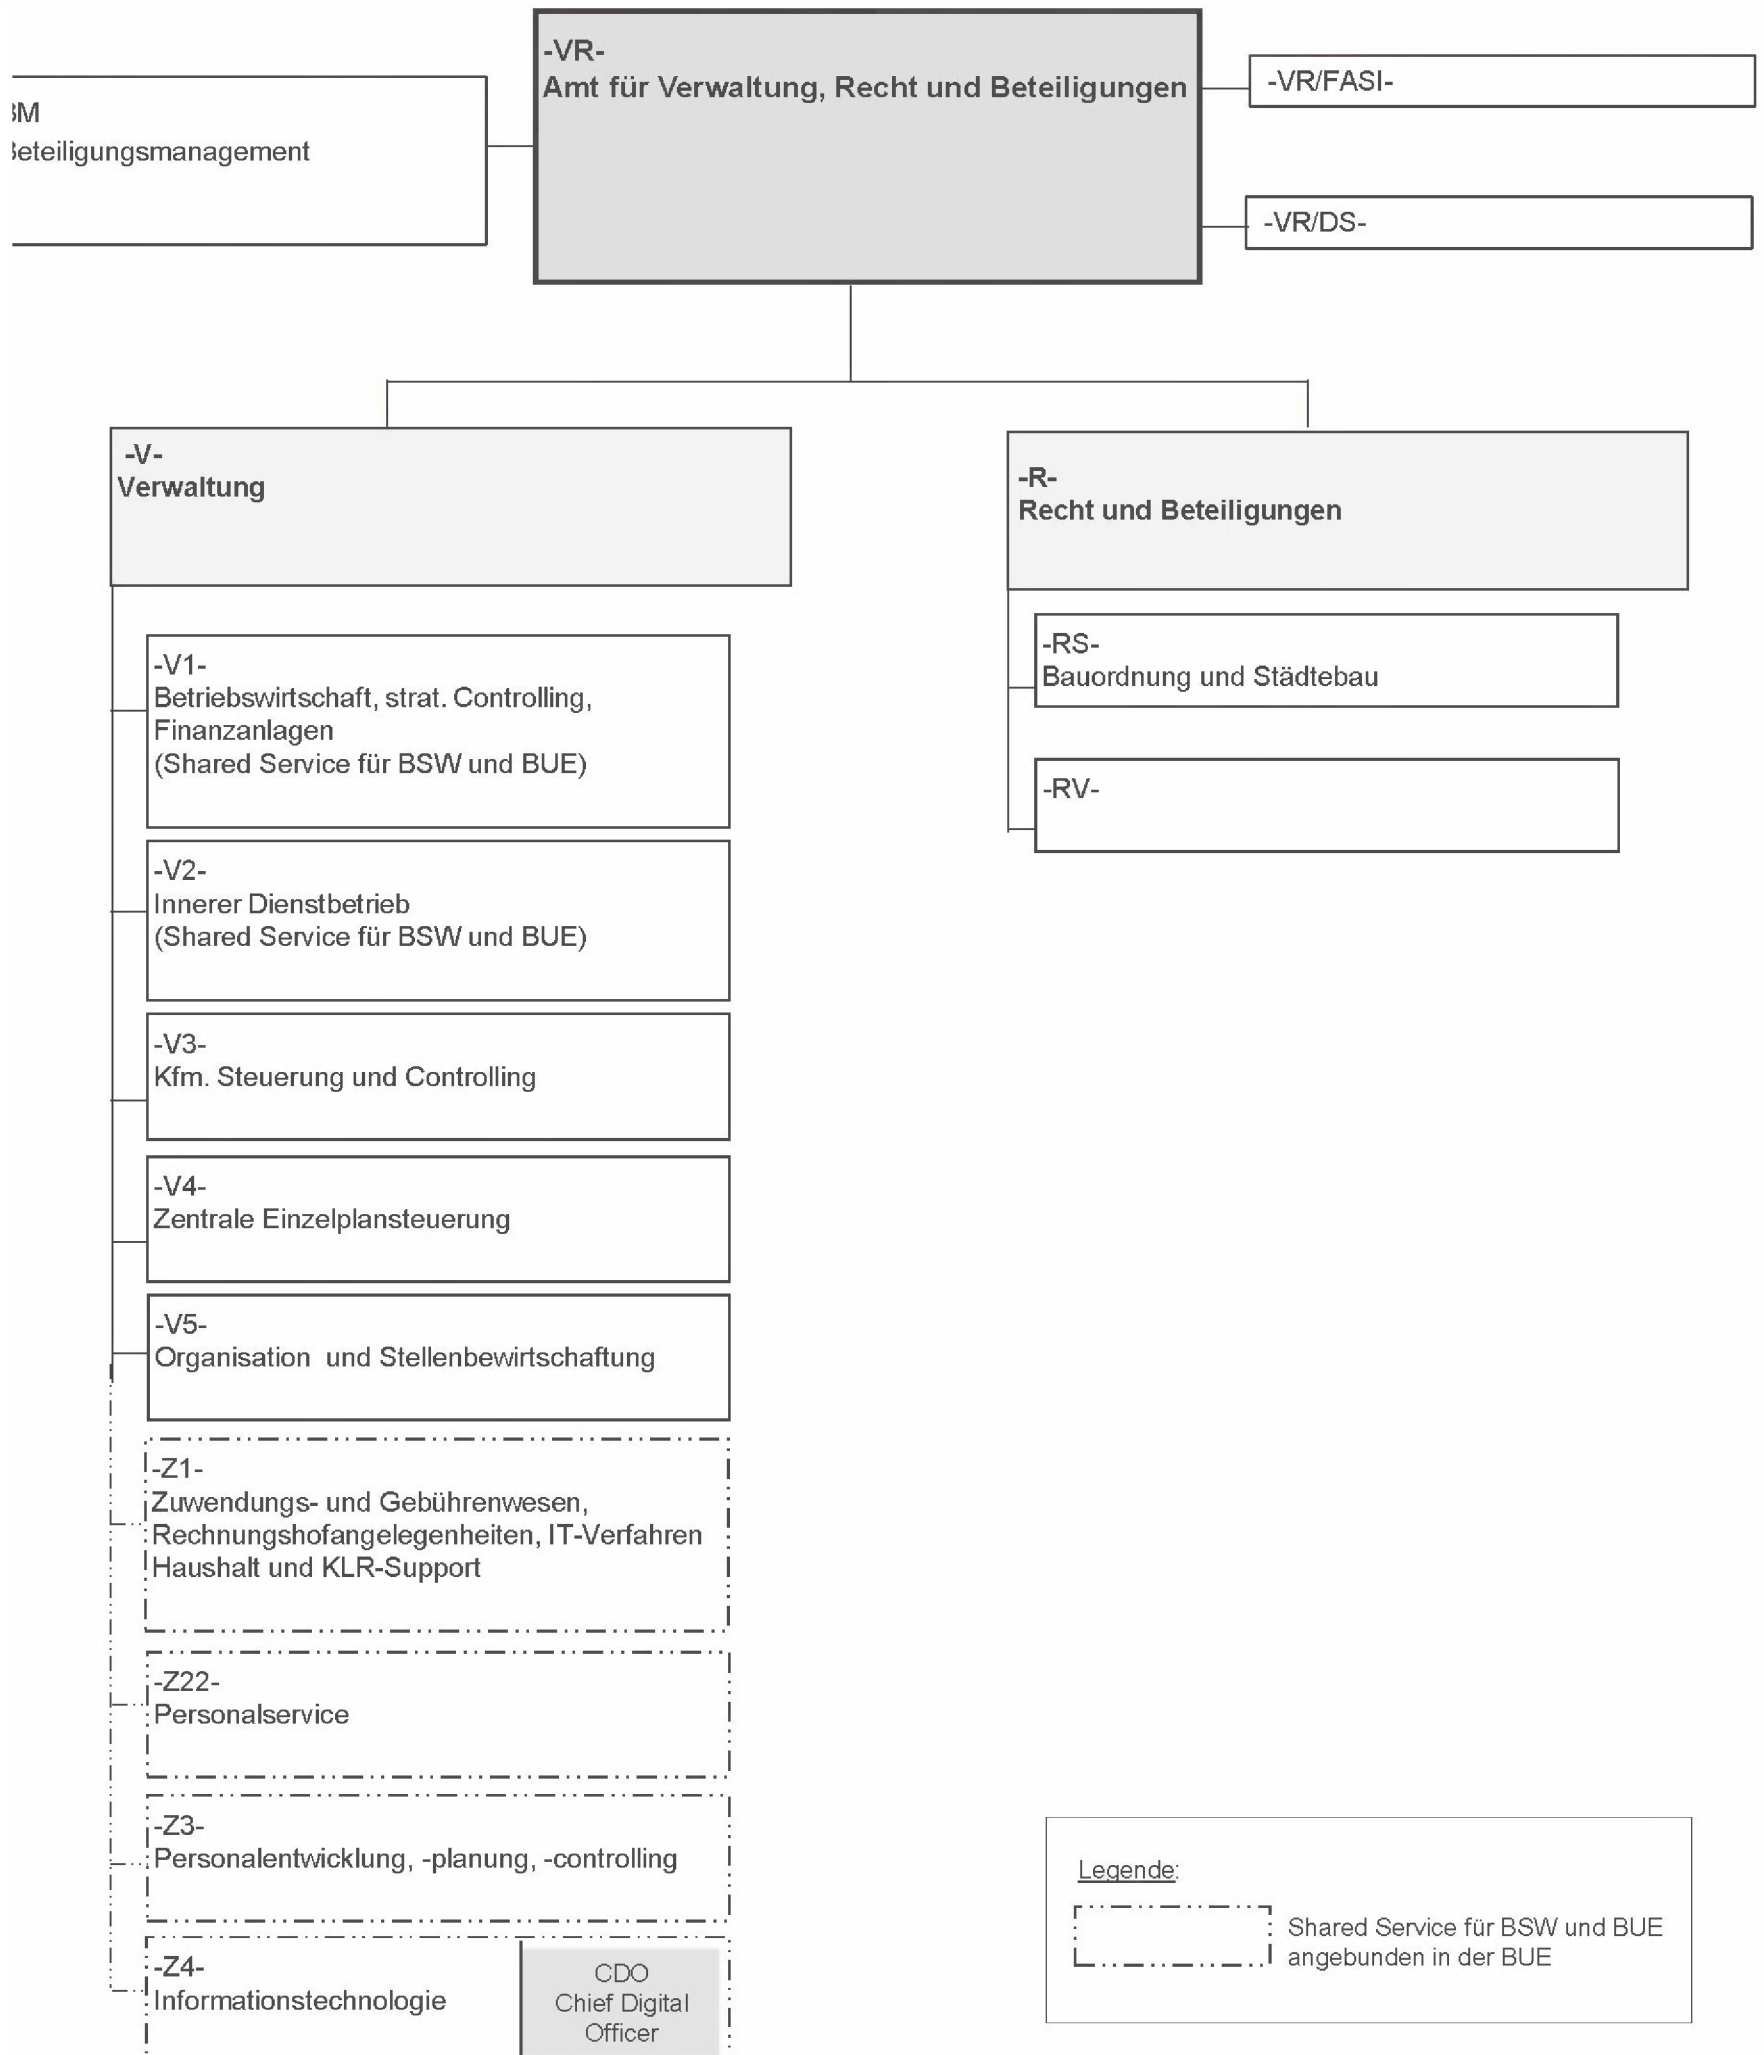 -VR-
Amt für Verwaltung, Recht und Beteiligungen
-VR/FASI-
-VR/DS-
BM
Beteiligungsmanagement
-V-
Verwaltung
-R-
Recht und Beteiligungen
-V1-
Betriebswirtschaft, strat. Controlling,
Finanzanlagen
(Shared Service für BSW und BUE)
-V2-
Innerer Dienstbetrieb
(Shared Service für BSW und BUE)
-V3-
Kfm. Steuerung und Controlling
-V4-
Zentrale Einzelplansteuerung
-V5-
Organisation und Stellenbewirtschaftung
-Z1-
Zuwendungs- und Gebührenwesen,
Rechnungshofangelegenheiten, IT-Verfahren
Haushalt und KLR-Support
-Z22-
Personalservice
-Z3-
Personalentwicklung, -planung, -controlling
-Z4-
Informationstechnologie
CDO
Chief Digital
Officer
-RS-
Bauordnung und Städtebau
-RV-
Legende:
Shared Service für BSW und BUE
angebunden in der BUE